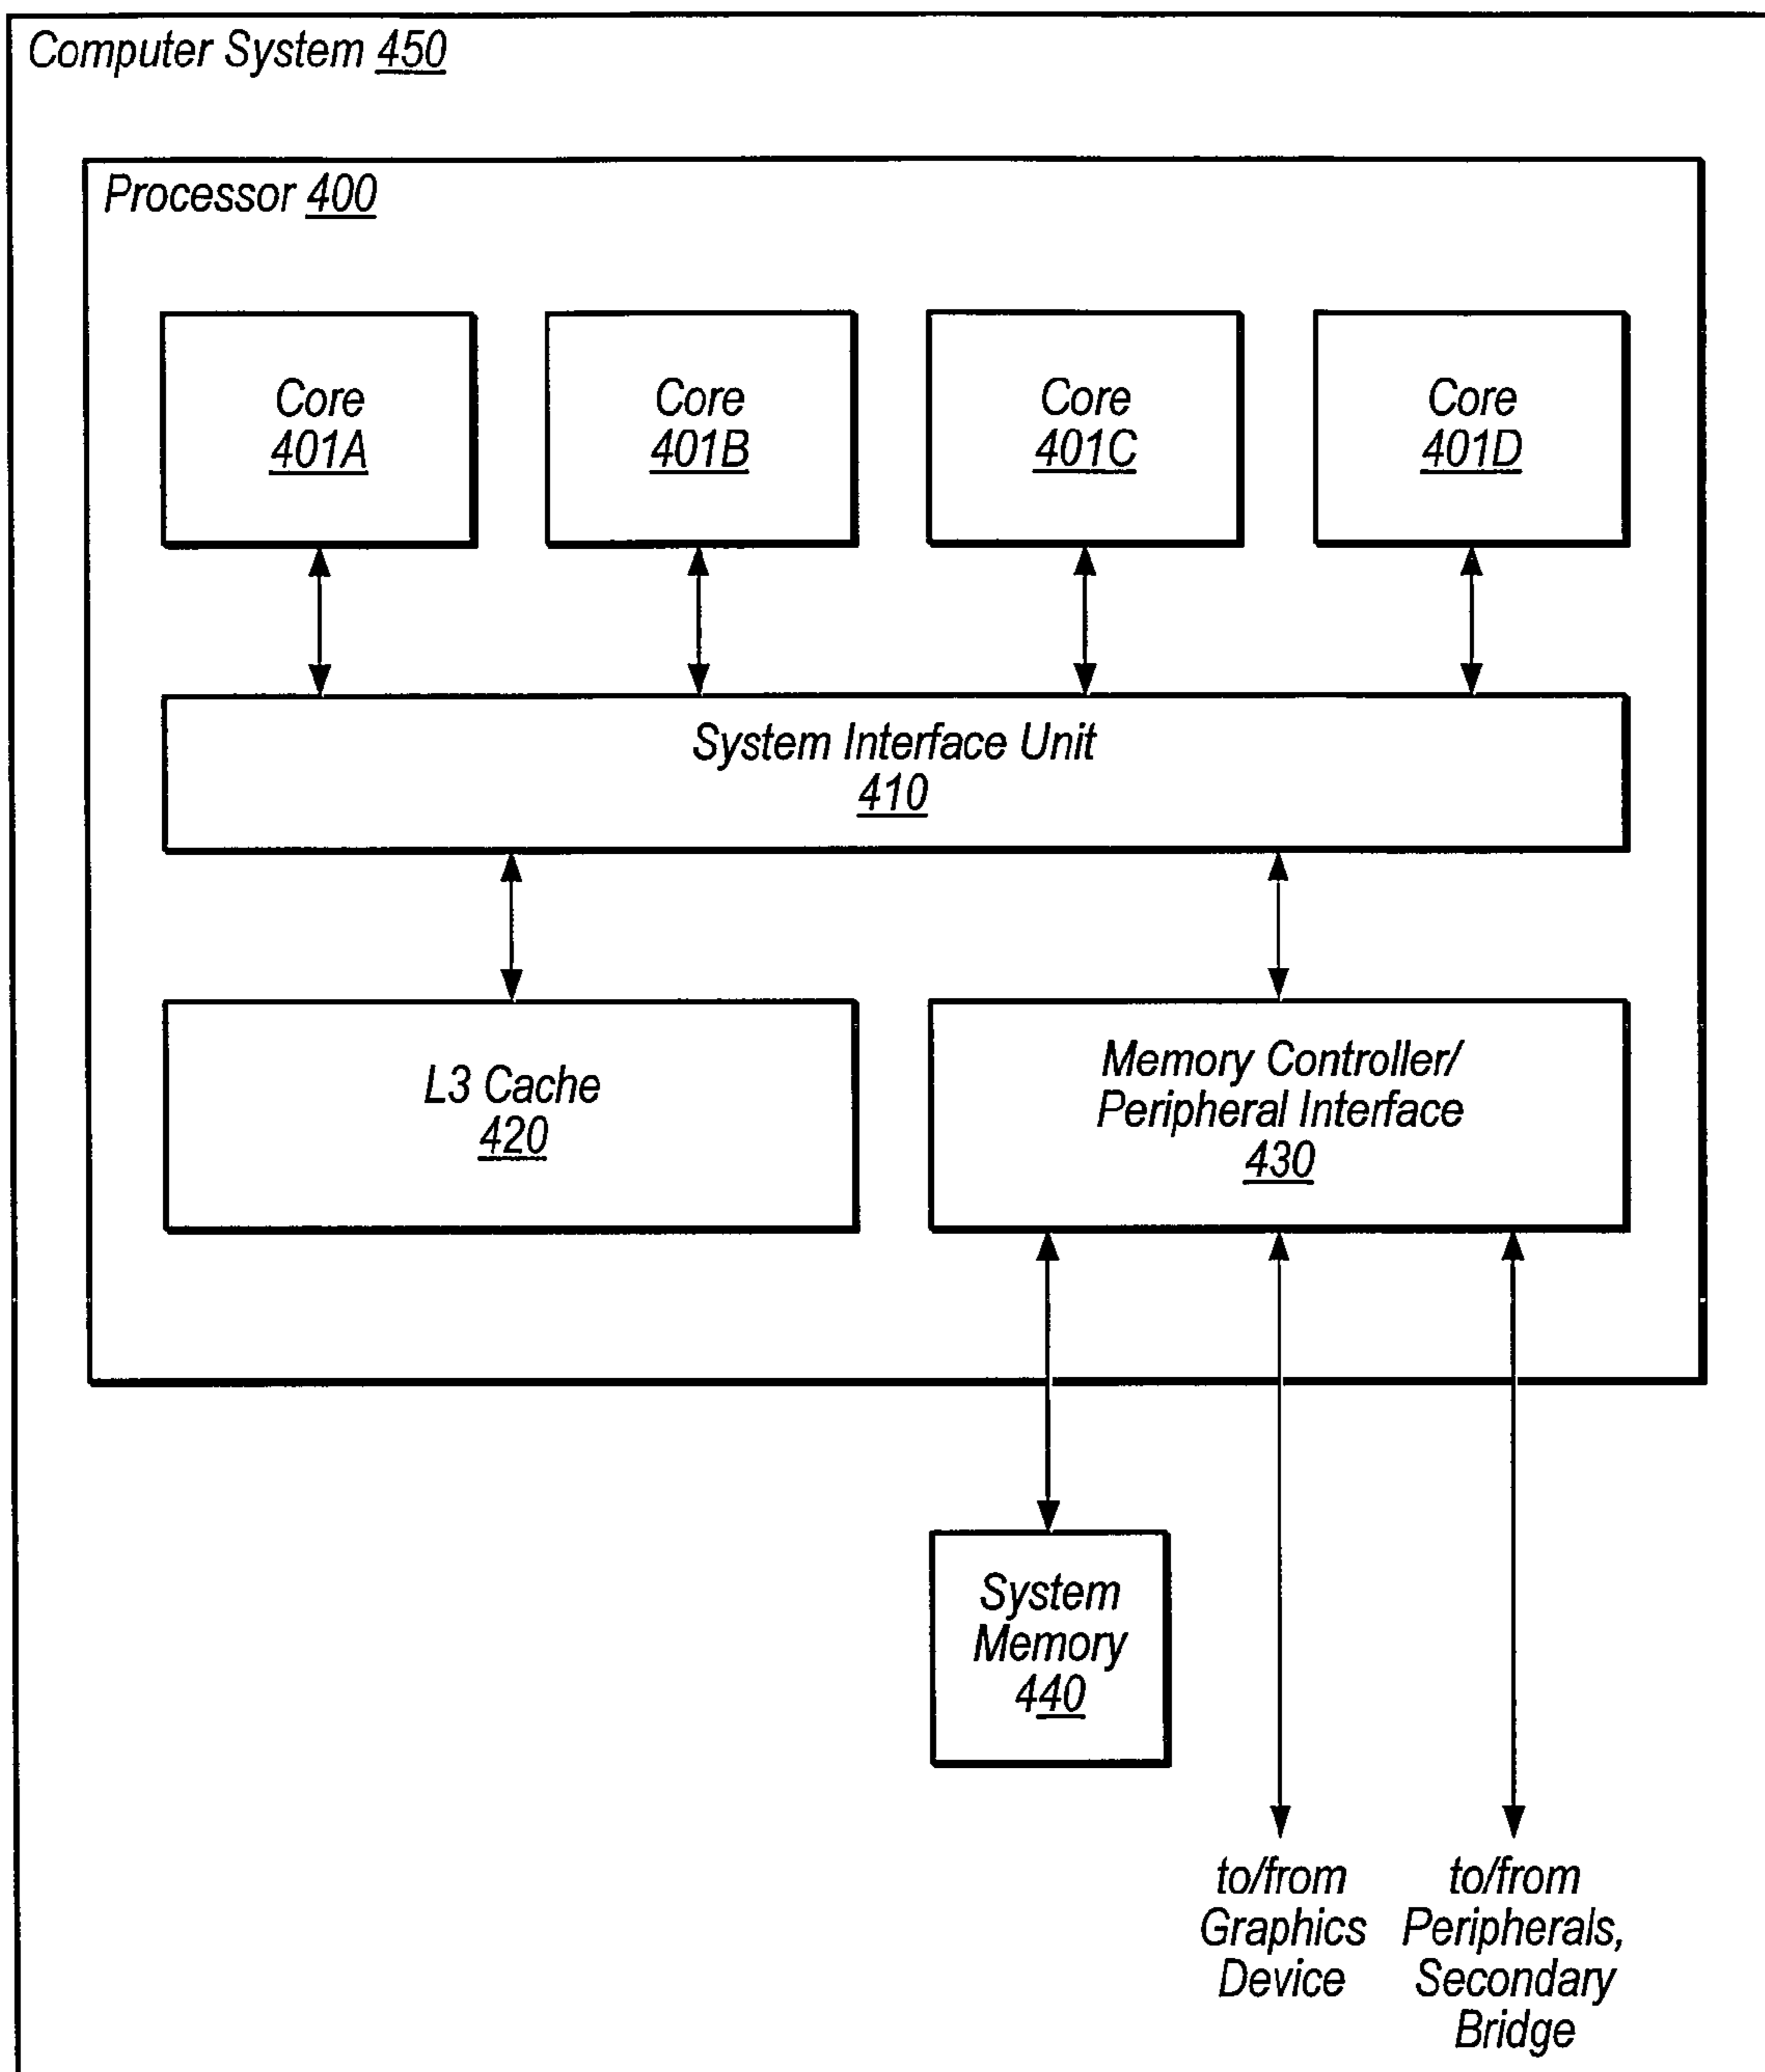 Computer System 450
Processor 400
Core
401A
Core
401B
Core
401C
Core
401D
System Interface Unit
410
L3 Cache
420
Memory Controller/
Peripheral Interface
430
System
Memory
440
to/from
Graphics
Device
to/from
Peripherals,
Secondary
Bridge